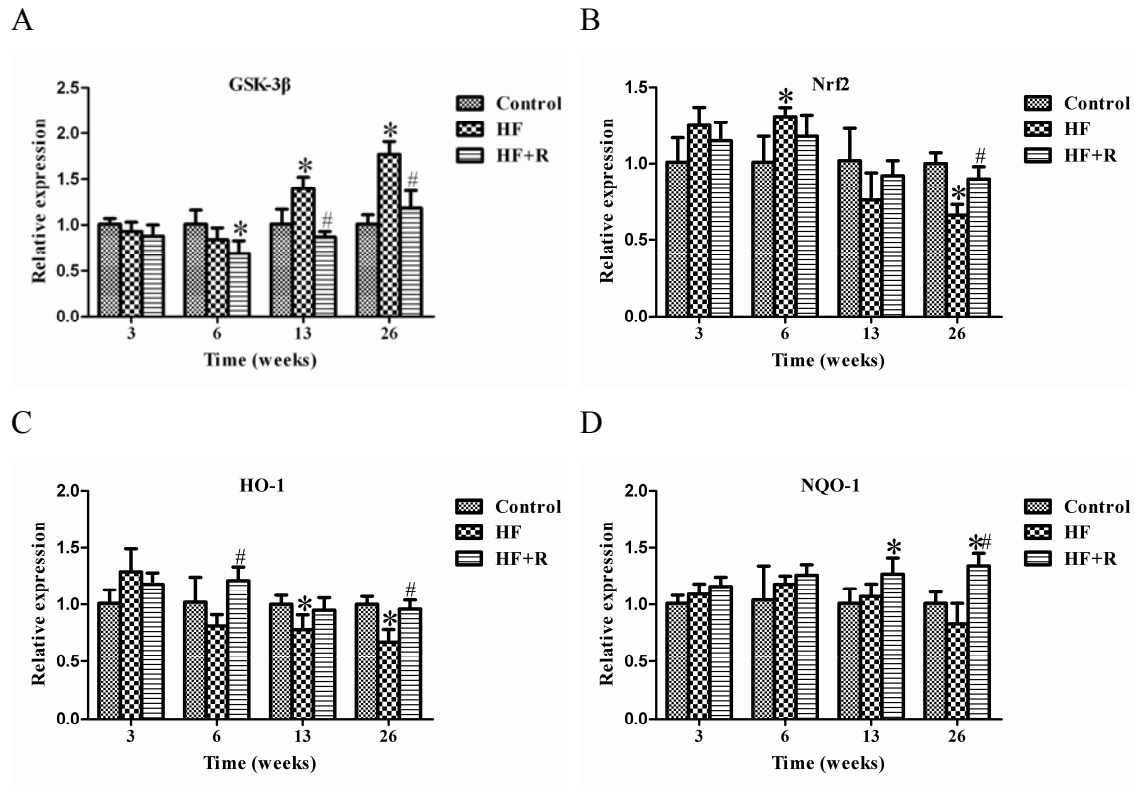 A
GSK-3β
Relative expression
2.5
2.0
1.5
1.0
0.5
0.0
*
*
*
#
#
3 6 13 26
Time (weeks)
Control
HF
HF+R
B
Nrf2
Relative expression
1.5
1.0
0.5
0.0
*
*
#
3 6 13 26
Time (weeks)
Control
HF
HF+R
C
HO-1
Relative expression
2.0
1.5
1.0
0.5
0.0
#
*
*
#
3 6 13 26
Time (weeks)
Control
HF
HF+R
D
NQO-1
Relative expression
2.0
1.5
1.0
0.5
0.0
*
*#
3 6 13 26
Time (weeks)
Control
HF
HF+R